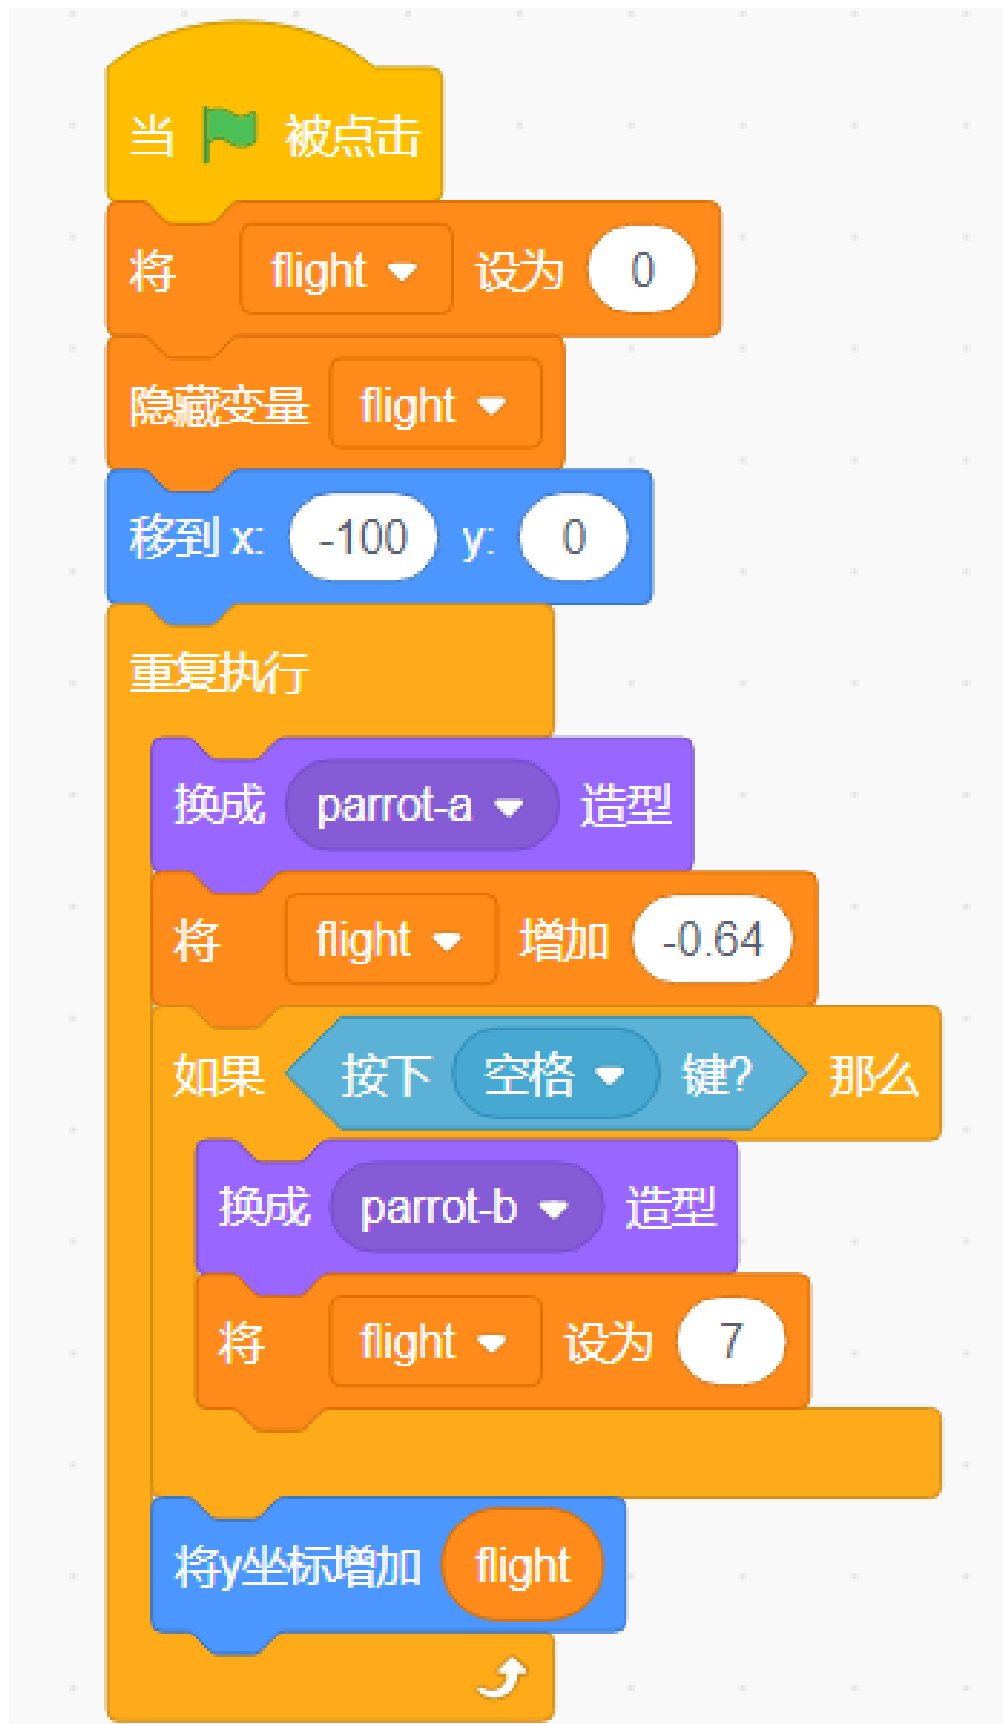 当 被点击
将 flight 设为 0
隐藏变量 flight
移到 x: -100 y: 0
重复执行
换成 parrot-a 造型
将 flight 增加 -0.64
如果 按下 空格 键? 那么
换成 parrot-b 造型
将 flight 设为 7
将y坐标增加 flight